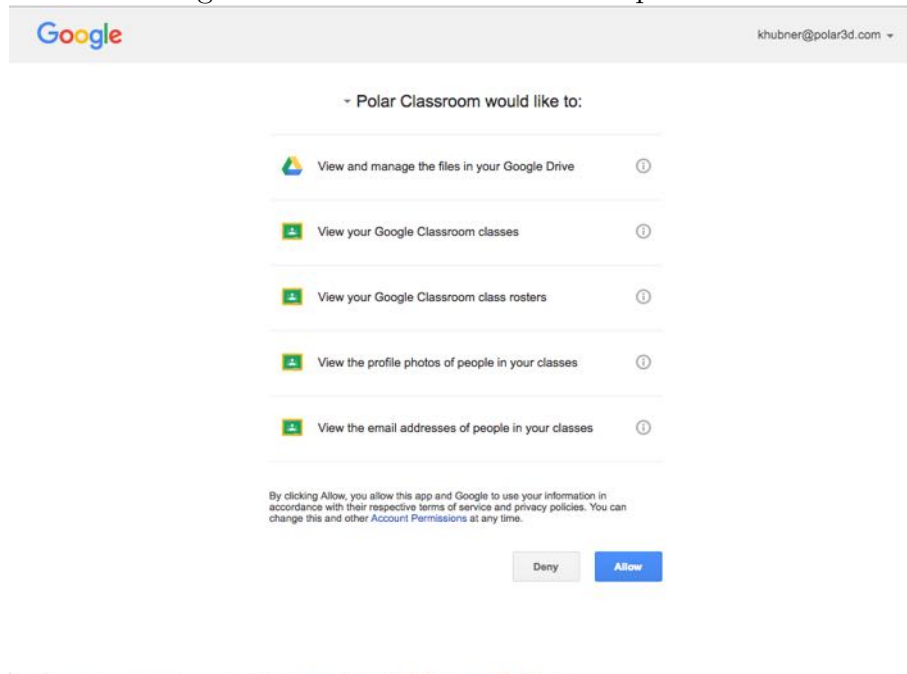 Google
khubner@polar3d.com
Polar Classroom would like to:
View and manage the files in your Google Drive
View your Google Classroom classes
View your Google Classroom class rosters
View the profile photos of people in your classes
View the email addresses of people in your classes
By clicking Allow, you allow this app and Google to use your information in
accordance with their respective terms of service and privacy policies. You can
change this and other Account Permissions at any time.
Deny
Allow